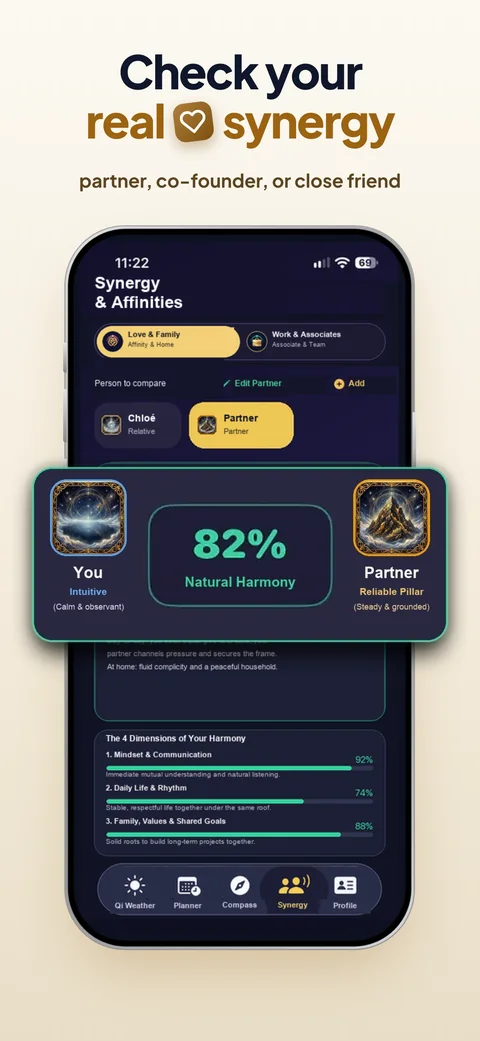 Check your
real synergy
partner, co-founder, or close friend
11:22
69
Synergy
& Affinities
Love & Family
Affinity & Home
Work & Associates
Associate & Team
Person to compare
Edit Partner
Add
Chloé
Relative
Partner
Partner
82%
Natural Harmony
You
Intuitive
(Calm & observant)
Partner
Reliable Pillar
(Steady & grounded)
partner channels pressure and secures the frame.
At home: fluid complicity and a peaceful household.
The 4 Dimensions of Your Harmony
1. Mindset & Communication
92%
Immediate mutual understanding and natural listening.
2. Daily Life & Rhythm
74%
Stable, respectful life together under the same roof.
3. Family, Values & Shared Goals
88%
Solid roots to build long-term projects together.
Qi Weather
Planner
Compass
Synergy
Profile